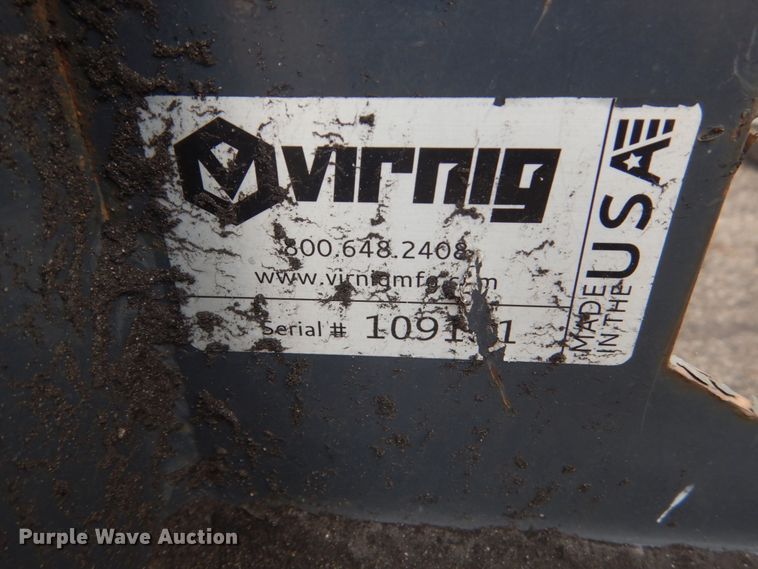 virnig
800.648.2408
Serial #
MADE
IN THE
USA
Purple Wave Auction